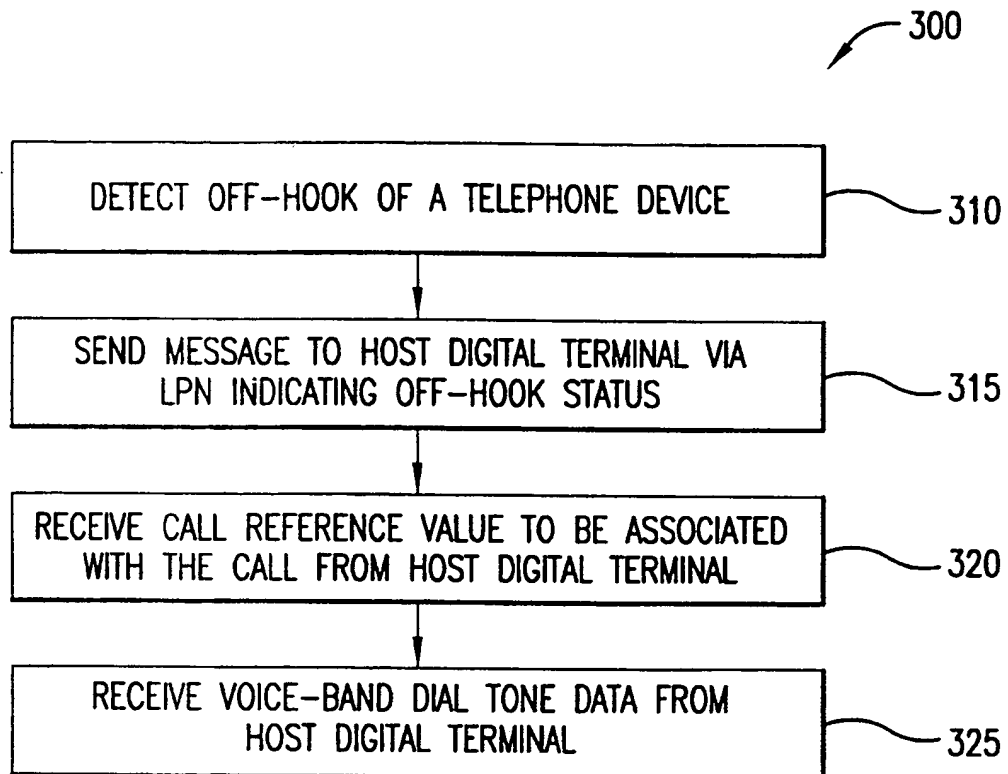 300
DETECT OFF-HOOK OF A TELEPHONE DEVICE
310
SEND MESSAGE TO HOST DIGITAL TERMINAL VIA
LPN INDICATING OFF-HOOK STATUS
315
RECEIVE CALL REFERENCE VALUE TO BE ASSOCIATED
WITH THE CALL FROM HOST DIGITAL TERMINAL
320
RECEIVE VOICE-BAND DIAL TONE DATA FROM
HOST DIGITAL TERMINAL
325